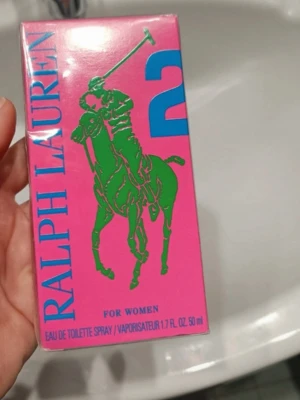 RALPH LAUREN
2
FOR WOMEN
EAU DE TOILETTE SPRAY / VAPORISATEUR 1.7 FL. OZ. 50 ml